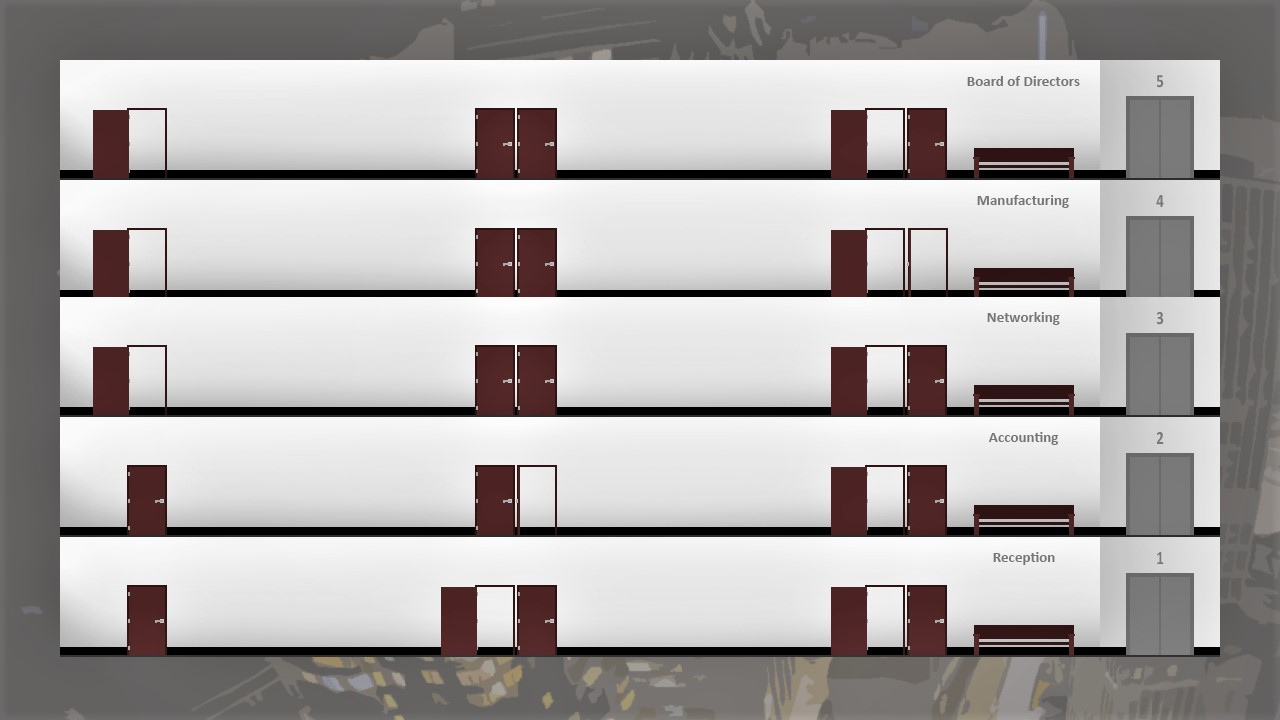 Board of Directors 5
Manufacturing 4
Networking 3
Accounting 2
Reception 1